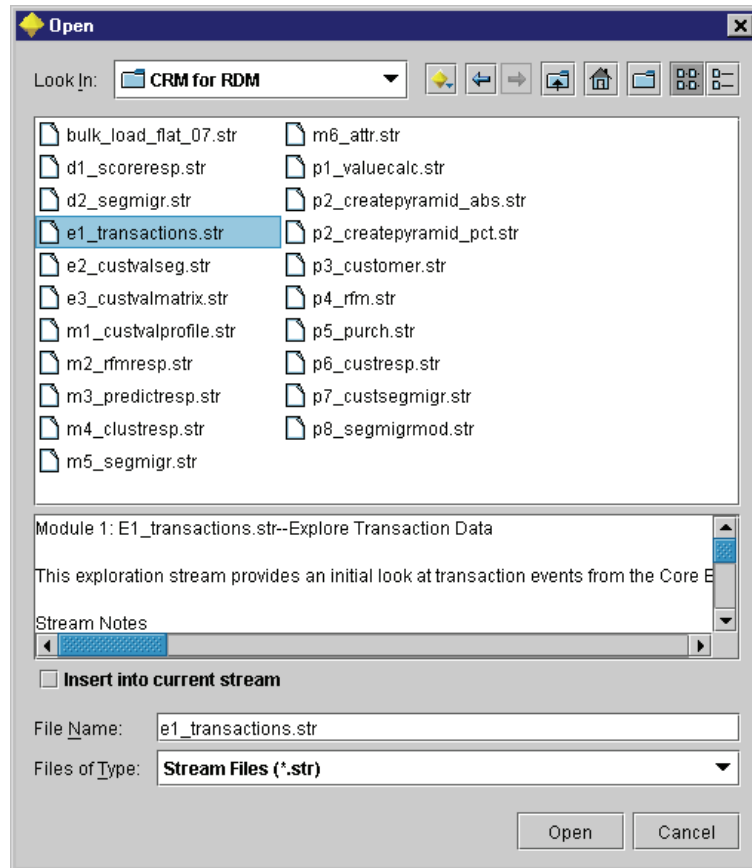 Open
Look In: CRM for RDM
bulk_load_flat_07.str
d1_scoreresp.str
d2_segmigr.str
e1_transactions.str
e2_custvalseg.str
e3_custvalmatrix.str
m1_custvalprofile.str
m2_rfmresp.str
m3_predictresp.str
m4_clustresp.str
m5_segmigr.str
m6_attr.str
p1_valuecalc.str
p2_createpyramid_abs.str
p2_createpyramid_pct.str
p3_customer.str
p4_rfm.str
p5_purch.str
p6_custresp.str
p7_custsegmigr.str
p8_segmigrmod.str
Module 1: E1_transactions.str--Explore Transaction Data
This exploration stream provides an initial look at transaction events from the Core E
Stream Notes
Insert into current stream
File Name: e1_transactions.str
Files of Type: Stream Files (*.str)
Open Cancel